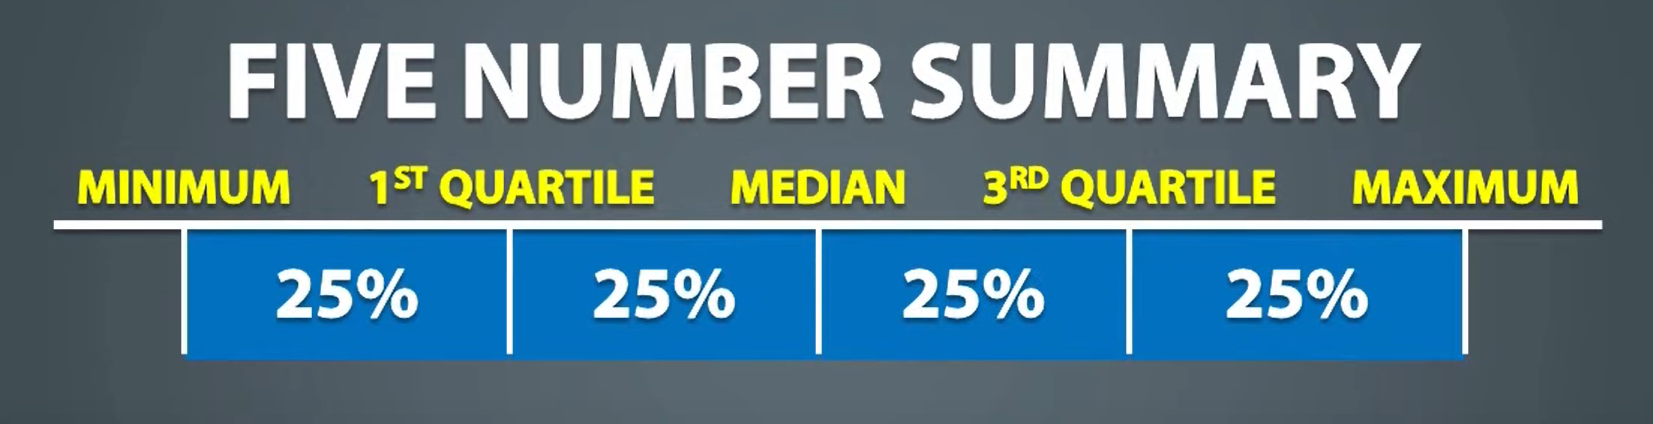 FIVE NUMBER SUMMARY
MINIMUM 1ST QUARTILE MEDIAN 3RD QUARTILE MAXIMUM
25% 25% 25% 25%